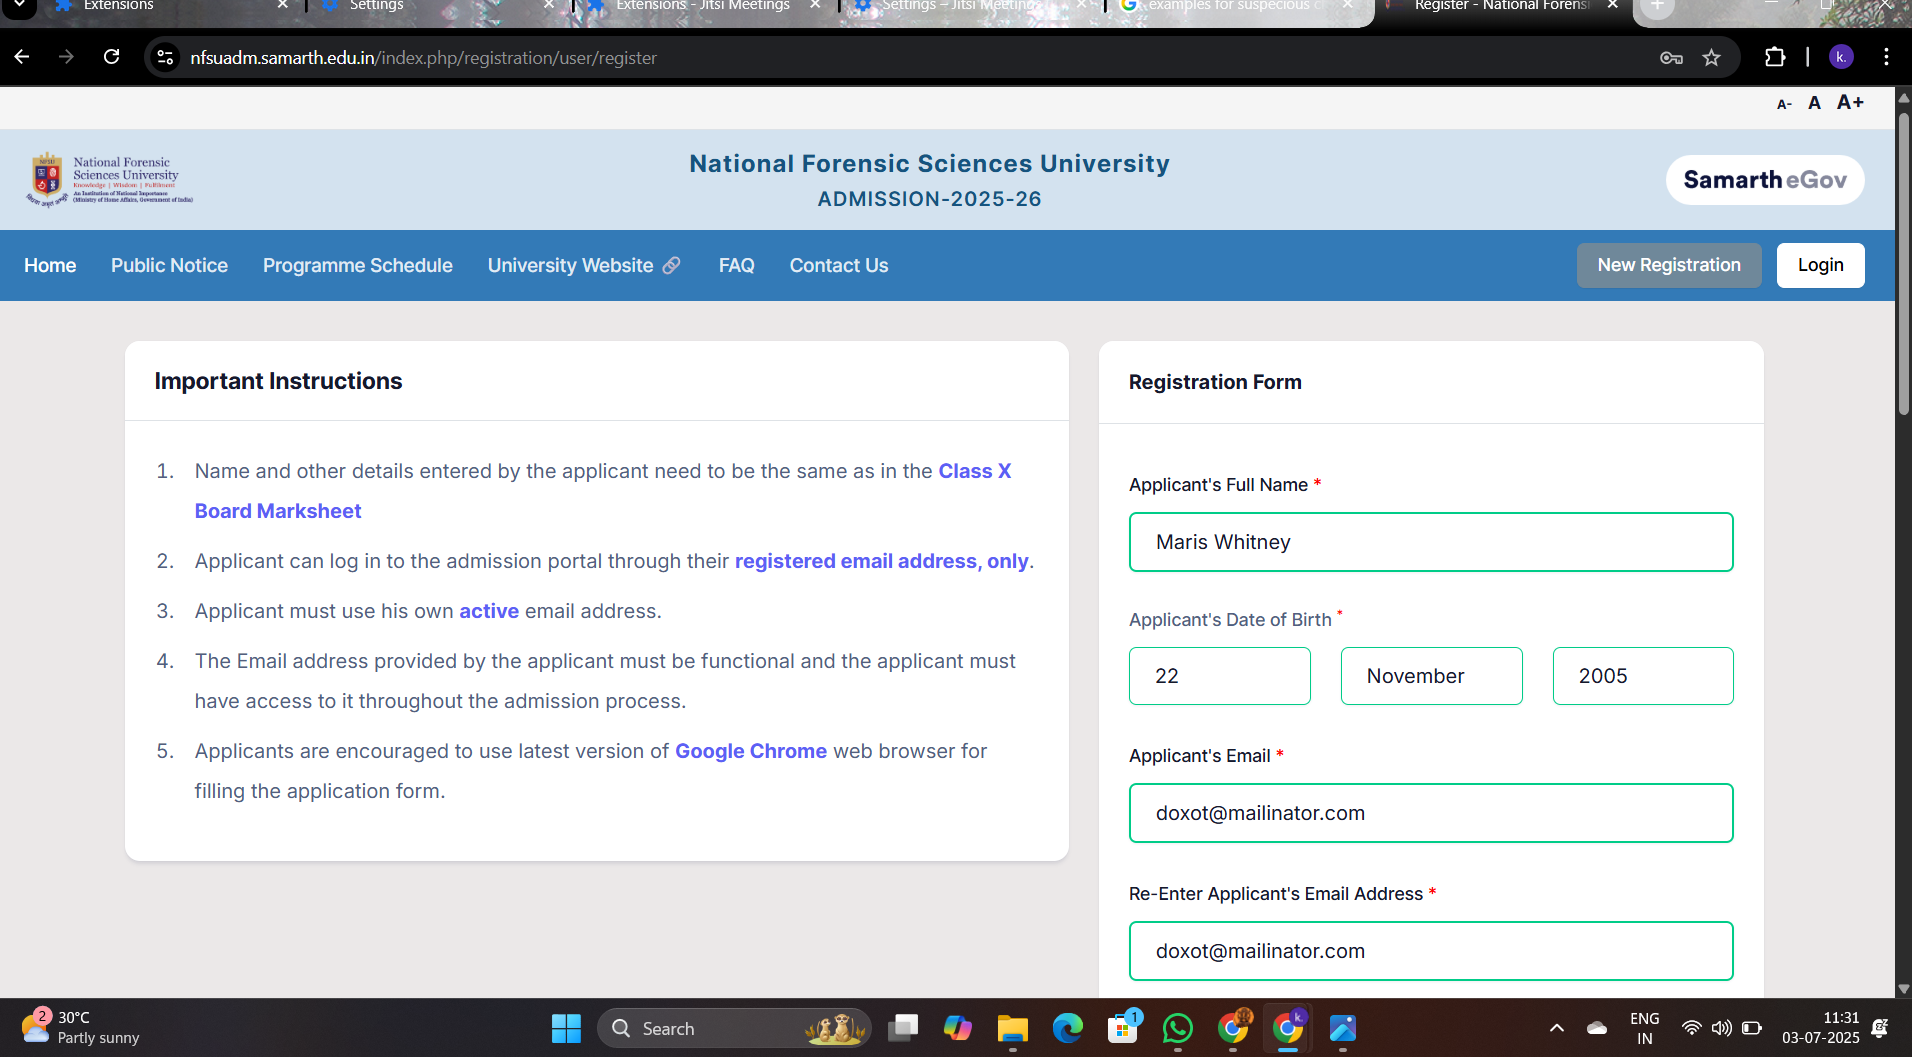 Extensions
Settings
Extensions - Jitsi Meetings
Settings – Jitsi Meetings
examples for suspecious
Register - National Forensi
nfsuadm.samarth.edu.in/index.php/registration/user/register
k.
A- A A+
National Forensic
Sciences University
Knowledge | Wisdom | Fulfilment
An Institution of National Importance
(Ministry of Home Affairs, Government of India)
National Forensic Sciences University
ADMISSION-2025-26
Samarth eGov
Home Public Notice Programme Schedule University Website FAQ Contact Us New Registration Login
Important Instructions
1. Name and other details entered by the applicant need to be the same as in the Class X
Board Marksheet
2. Applicant can log in to the admission portal through their registered email address, only.
3. Applicant must use his own active email address.
4. The Email address provided by the applicant must be functional and the applicant must
have access to it throughout the admission process.
5. Applicants are encouraged to use latest version of Google Chrome web browser for
filling the application form.
Registration Form
Applicant's Full Name *
Maris Whitney
Applicant's Date of Birth *
22 November 2005
Applicant's Email *
doxot@mailinator.com
Re-Enter Applicant's Email Address *
doxot@mailinator.com
2
30°C
Partly sunny
Search
1
k.
ENG
IN
11:31
03-07-2025